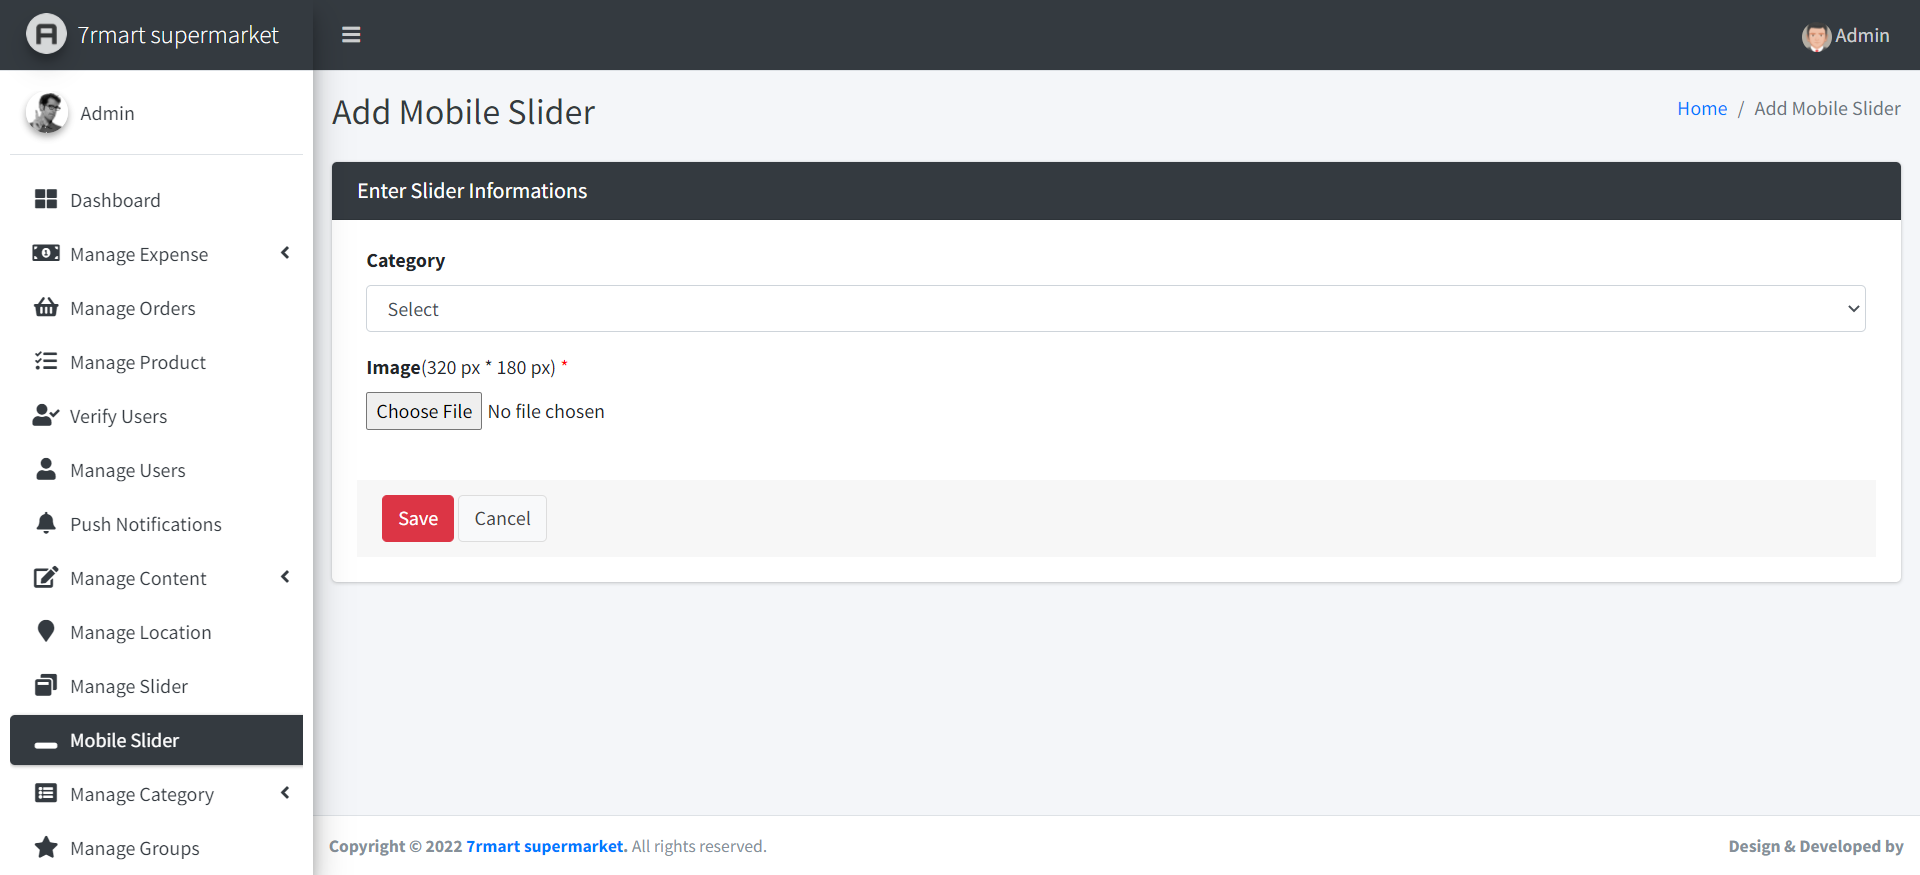 7rmart supermarket
Admin
Admin
Dashboard
Manage Expense
Manage Orders
Manage Product
Verify Users
Manage Users
Push Notifications
Manage Content
Manage Location
Manage Slider
Mobile Slider
Manage Category
Manage Groups
Add Mobile Slider
Home / Add Mobile Slider
Enter Slider Informations
Category
Select
Image(320 px * 180 px) *
Choose File No file chosen
Save Cancel
Copyright © 2022 7rmart supermarket. All rights reserved.
Design & Developed by